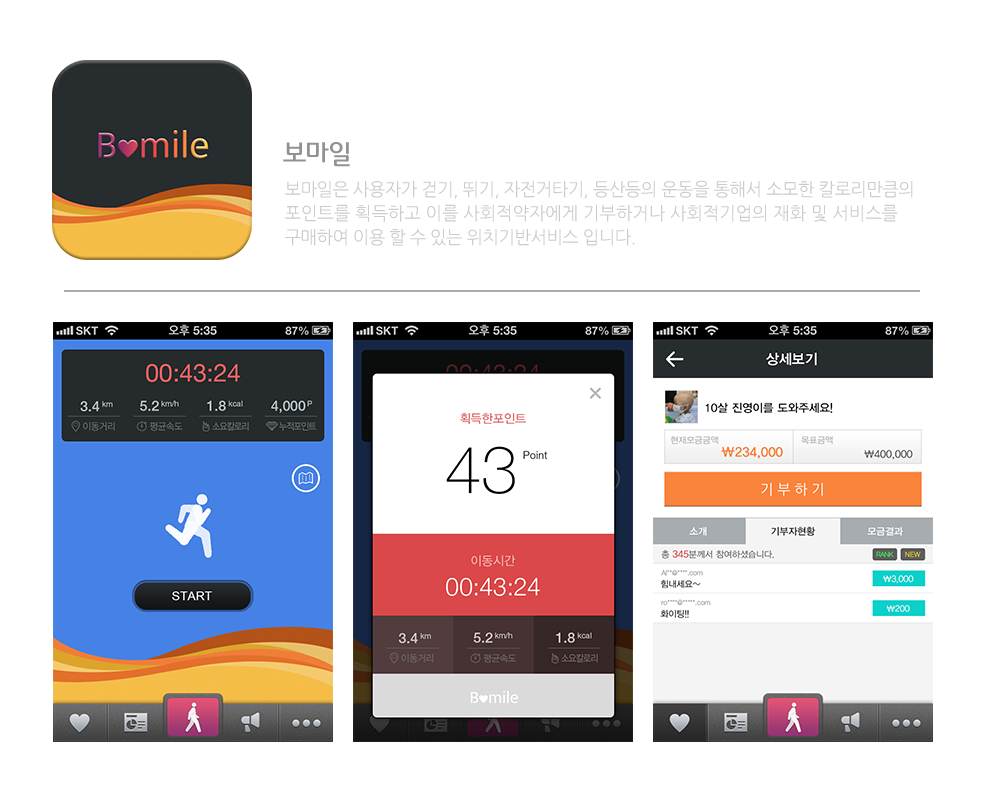 B♥mile
보마일
보마일은 사용자가 걷기, 뛰기, 자전거타기, 등산등의 운동을 통해서 소모한 칼로리만큼의
포인트를 획득하고 이를 사회적약자에게 기부하거나 사회적기업의 재화 및 서비스를
구매하여 이용 할 수 있는 위치기반서비스 입니다.
SKT 오후 5:35 87%
00:43:24
3.4 km 5.2 km/h 1.8 kcal 4,000 P
이동거리 평균속도 소요칼로리 누적포인트
START
SKT 오후 5:35 87%
00:43:24
획득한포인트
43 Point
이동시간
00:43:24
3.4 km 5.2 km/h 1.8 kcal
이동거리 평균속도 소요칼로리
B♥mile
SKT 오후 5:35 87%
상세보기
10살 진영이를 도와주세요!
현재모금금액 목표금액
₩234,000 ₩400,000
기부하기
소개 기부자현황 모금결과
총 345분께서 참여하셨습니다. RANK NEW
Aj**@****.com
힘내세요~ ₩3,000
ro****@*****.com
화이팅!! ₩200